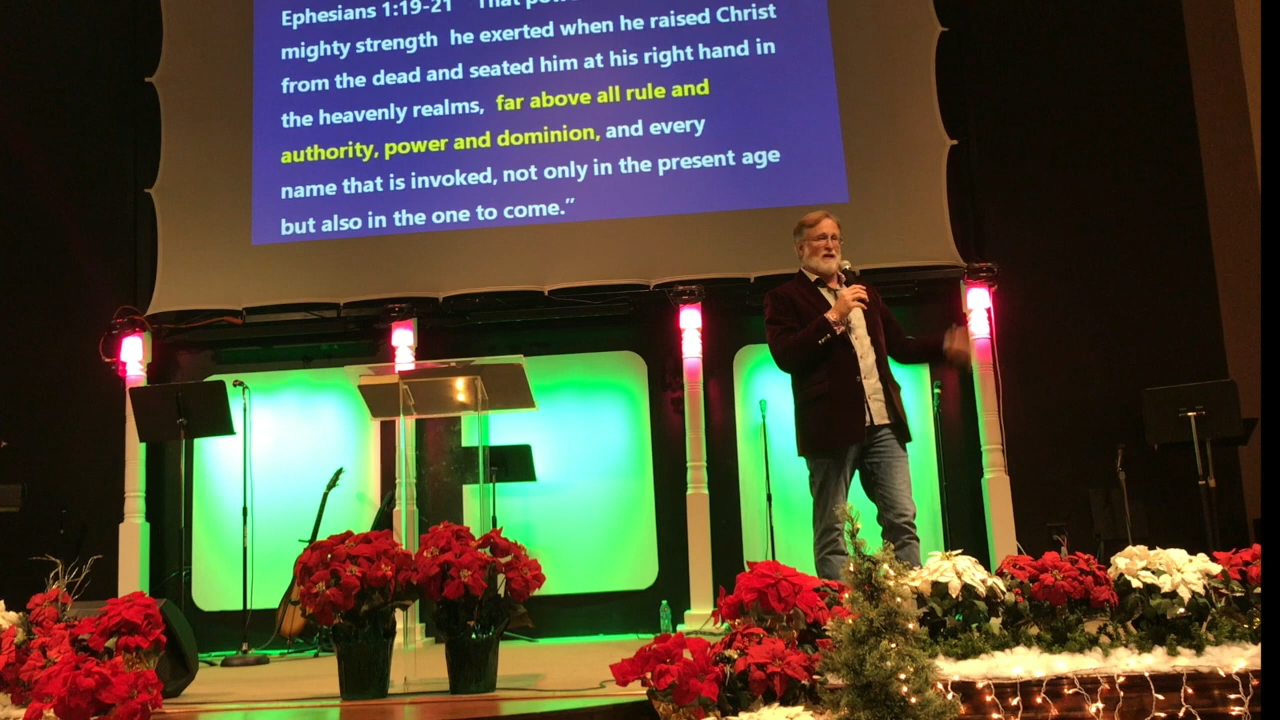 Ephesians 1:19-21 "That
mighty strength he exerted when he raised Christ
from the dead and seated him at his right hand in
the heavenly realms, far above all rule and
authority, power and dominion, and every
name that is invoked, not only in the present age
but also in the one to come.”